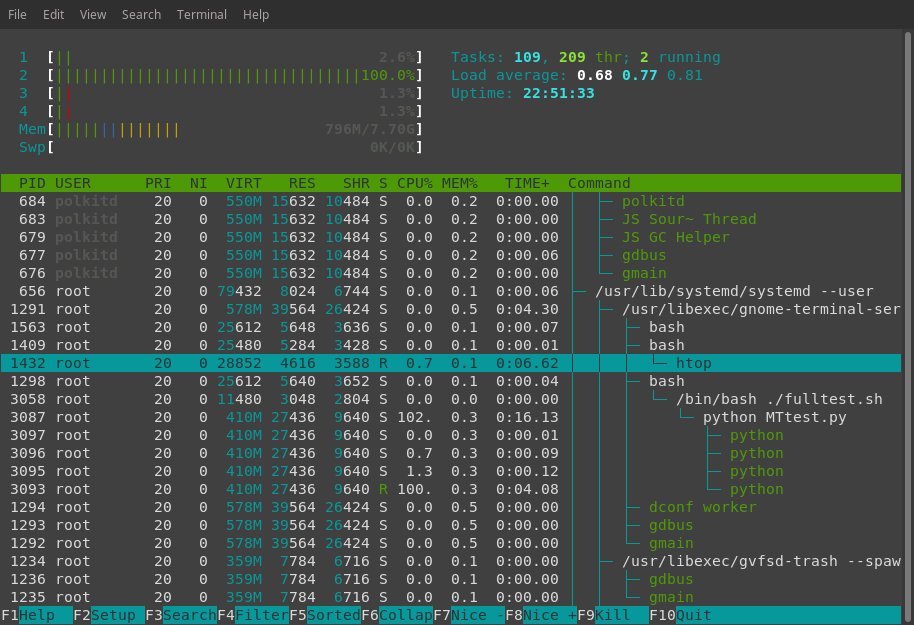 File Edit View Search Terminal Help
1 [|| 2.6%] Tasks: 109, 209 thr; 2 running
2 [||||||||||||||||||||||||||||||||||100.0%] Load average: 0.68 0.77 0.81
3 [|| 1.3%] Uptime: 22:51:33
4 [|| 1.3%]
Mem[|||||||||||||| 796M/7.70G]
Swp[ 0K/0K]
PID USER PRI NI VIRT RES SHR S CPU% MEM% TIME+ Command
684 polkitd 20 0 550M 15632 10484 S 0.0 0.2 0:00.00 │ ├─ polkitd
683 polkitd 20 0 550M 15632 10484 S 0.0 0.2 0:00.00 │ ├─ JS Sour~ Thread
679 polkitd 20 0 550M 15632 10484 S 0.0 0.2 0:00.00 │ ├─ JS GC Helper
677 polkitd 20 0 550M 15632 10484 S 0.0 0.2 0:00.06 │ ├─ gdbus
676 polkitd 20 0 550M 15632 10484 S 0.0 0.2 0:00.00 │ └─ gmain
656 root 20 0 79432 8024 6744 S 0.0 0.1 0:00.06 ├─ /usr/lib/systemd/systemd --user
1291 root 20 0 578M 39564 26424 S 0.0 0.5 0:04.30 │ ├─ /usr/libexec/gnome-terminal-ser
1563 root 20 0 25612 5648 3636 S 0.0 0.1 0:00.07 │ │ ├─ bash
1409 root 20 0 25480 5284 3428 S 0.0 0.1 0:00.01 │ │ ├─ bash
1432 root 20 0 28852 4616 3588 R 0.7 0.1 0:06.62 │ │ │ └─ htop
1298 root 20 0 25612 5640 3652 S 0.0 0.1 0:00.04 │ │ ├─ bash
3058 root 20 0 11480 3048 2804 S 0.0 0.0 0:00.00 │ │ │ └─ /bin/bash ./fulltest.sh
3087 root 20 0 410M 27436 9640 S 102. 0.3 0:16.13 │ │ │ └─ python MTtest.py
3097 root 20 0 410M 27436 9640 S 0.0 0.3 0:00.01 │ │ │ ├─ python
3096 root 20 0 410M 27436 9640 S 0.7 0.3 0:00.09 │ │ │ ├─ python
3095 root 20 0 410M 27436 9640 S 1.3 0.3 0:00.12 │ │ │ ├─ python
3093 root 20 0 410M 27436 9640 R 100. 0.3 0:04.08 │ │ │ └─ python
1294 root 20 0 578M 39564 26424 S 0.0 0.5 0:00.00 │ │ ├─ dconf worker
1293 root 20 0 578M 39564 26424 S 0.0 0.5 0:00.00 │ │ ├─ gdbus
1292 root 20 0 578M 39564 26424 S 0.0 0.5 0:00.00 │ │ └─ gmain
1234 root 20 0 359M 7784 6716 S 0.0 0.1 0:00.00 │ ├─ /usr/libexec/gvfsd-trash --spaw
1236 root 20 0 359M 7784 6716 S 0.0 0.1 0:00.00 │ │ ├─ gdbus
1235 root 20 0 359M 7784 6716 S 0.0 0.1 0:00.00 │ │ └─ gmain
F1Help F2Setup F3SearchF4FilterF5SortedF6CollapF7Nice -F8Nice +F9Kill F10Quit